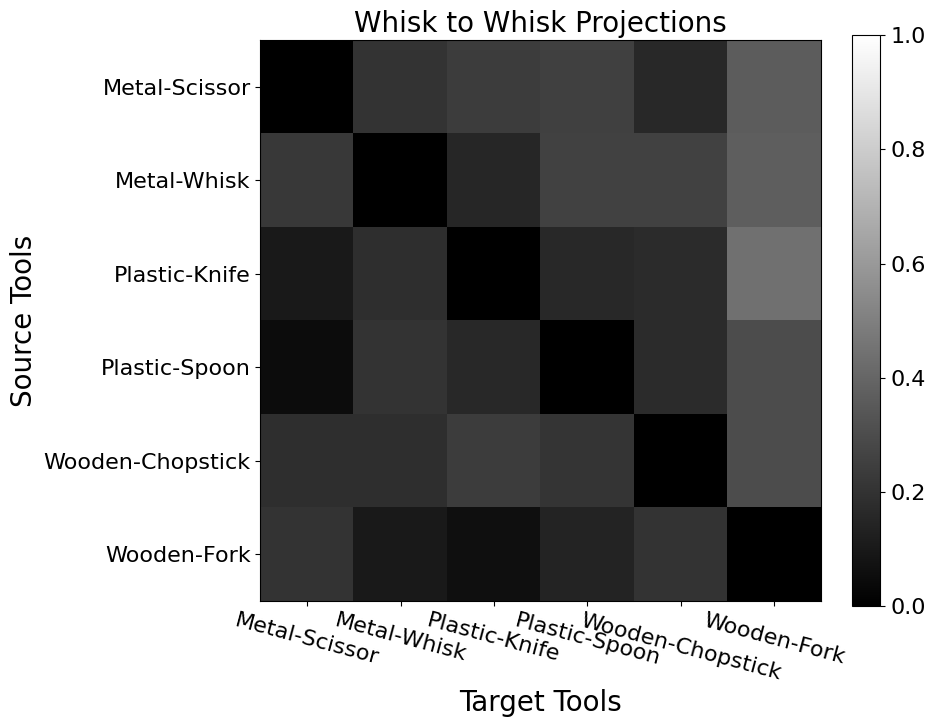 Whisk to Whisk Projections
Source Tools
Metal-Scissor
Metal-Whisk
Plastic-Knife
Plastic-Spoon
Wooden-Chopstick
Wooden-Fork
Metal-Scissor
Metal-Whisk
Plastic-Knife
Plastic-Spoon
Wooden-Chopstick
Wooden-Fork
Target Tools
1.0
0.8
0.6
0.4
0.2
0.0